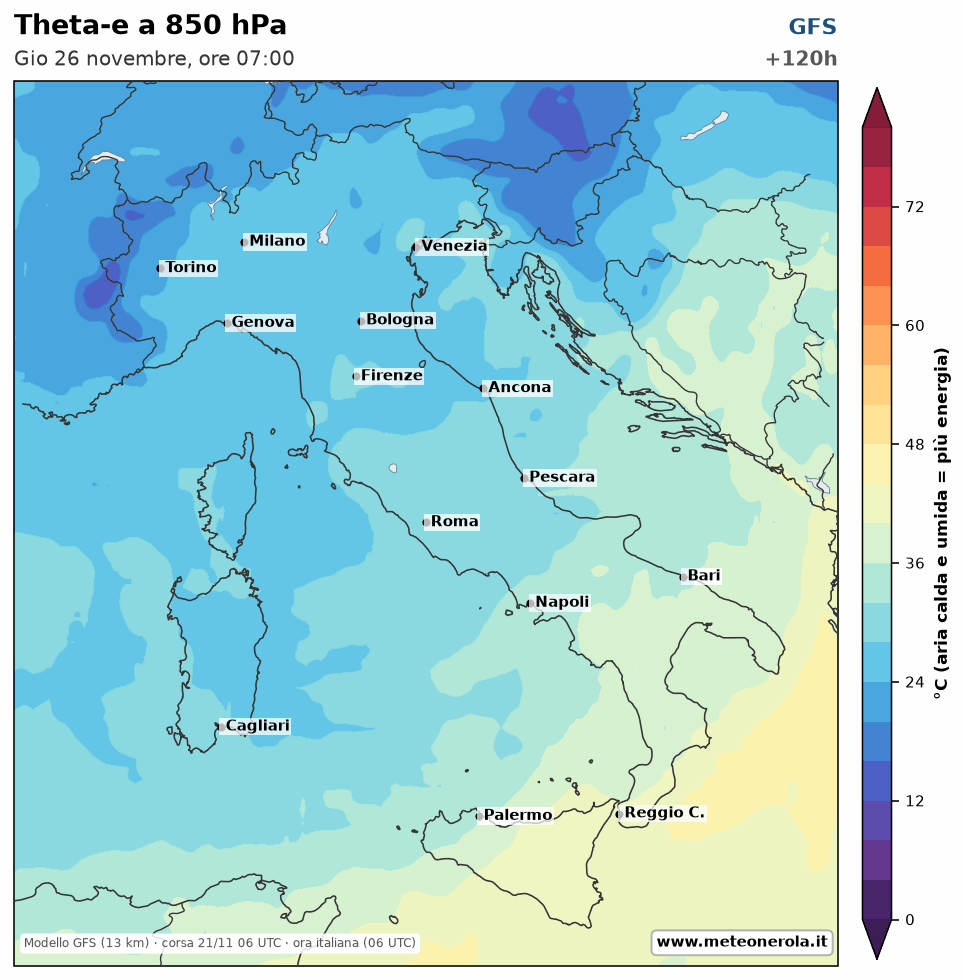 Theta-e a 850 hPa
GFS
Gio 26 novembre, ore 07:00
+120h
Milano
Venezia
Torino
Genova
Bologna
Firenze
Ancona
Pescara
Roma
Bari
Napoli
Cagliari
Palermo
Reggio C.
72
60
48
36
24
12
0
°C (aria calda e umida = più energia)
Modello GFS (13 km) · corsa 21/11 06 UTC · ora italiana (06 UTC)
www.meteonerola.it